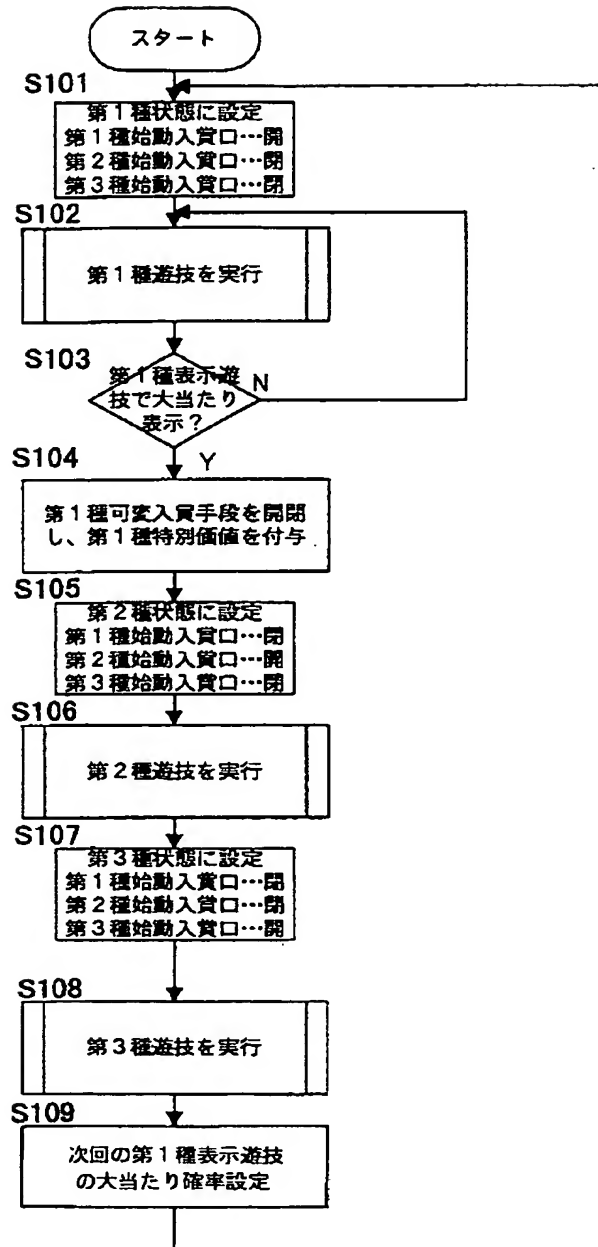 スタート
S101
第1種状態に設定
第1種始動入賞口…開
第2種始動入賞口…閉
第3種始動入賞口…閉
S102
第1種遊技を実行
S103
第1種表示遊
技で大当たり
表示？
N
Y
S104
第1種可変入賞手段を開閉
し、第1種特別価値を付与
S105
第2種状態に設定
第1種始動入賞口…閉
第2種始動入賞口…開
第3種始動入賞口…閉
S106
第2種遊技を実行
S107
第3種状態に設定
第1種始動入賞口…閉
第2種始動入賞口…閉
第3種始動入賞口…開
S108
第3種遊技を実行
S109
次回の第1種表示遊技
の大当たり確率設定